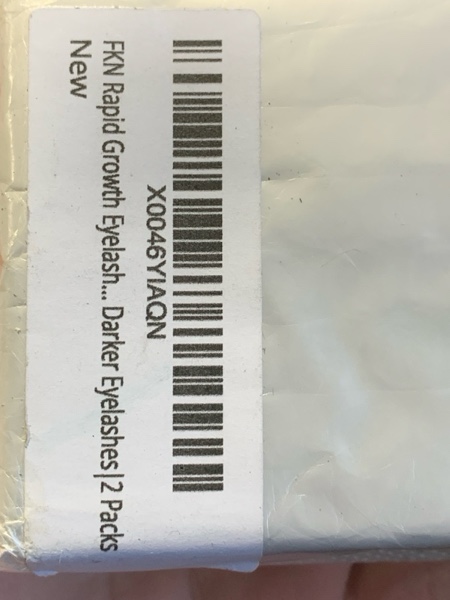 X0046YIAQN
FKN Rapid Growth Eyelash... Darker Eyelashes|2 Packs
New